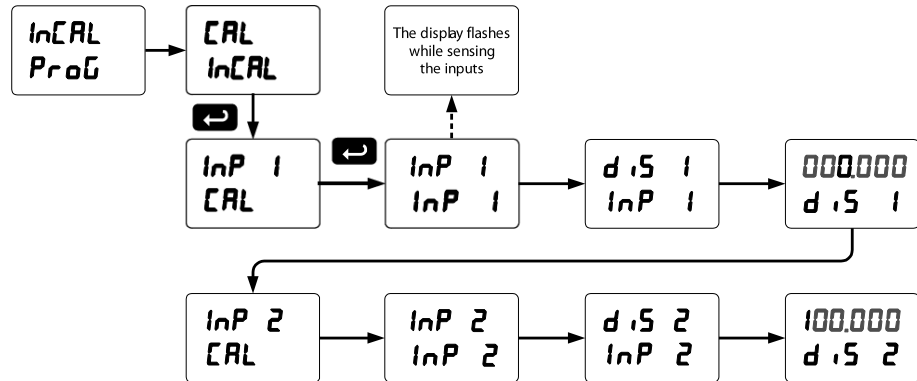 InCAL
ProG
CAL
InCAL
The display flashes
while sensing
the inputs
InP 1
CAL
InP 1
InP 1
diS 1
InP 1
000.000
diS 1
InP 2
CAL
InP 2
InP 2
diS 2
InP 2
100.000
diS 2